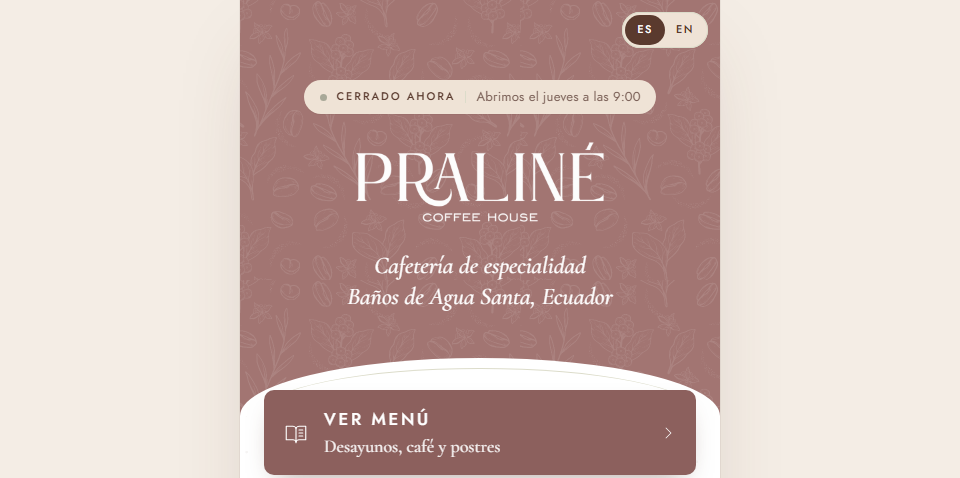 ES EN
CERRADO AHORA Abrimos el jueves a las 9:00
PRALINÉ
COFFEE HOUSE
Cafetería de especialidad
Baños de Agua Santa, Ecuador
VER MENÚ
Desayunos, café y postres